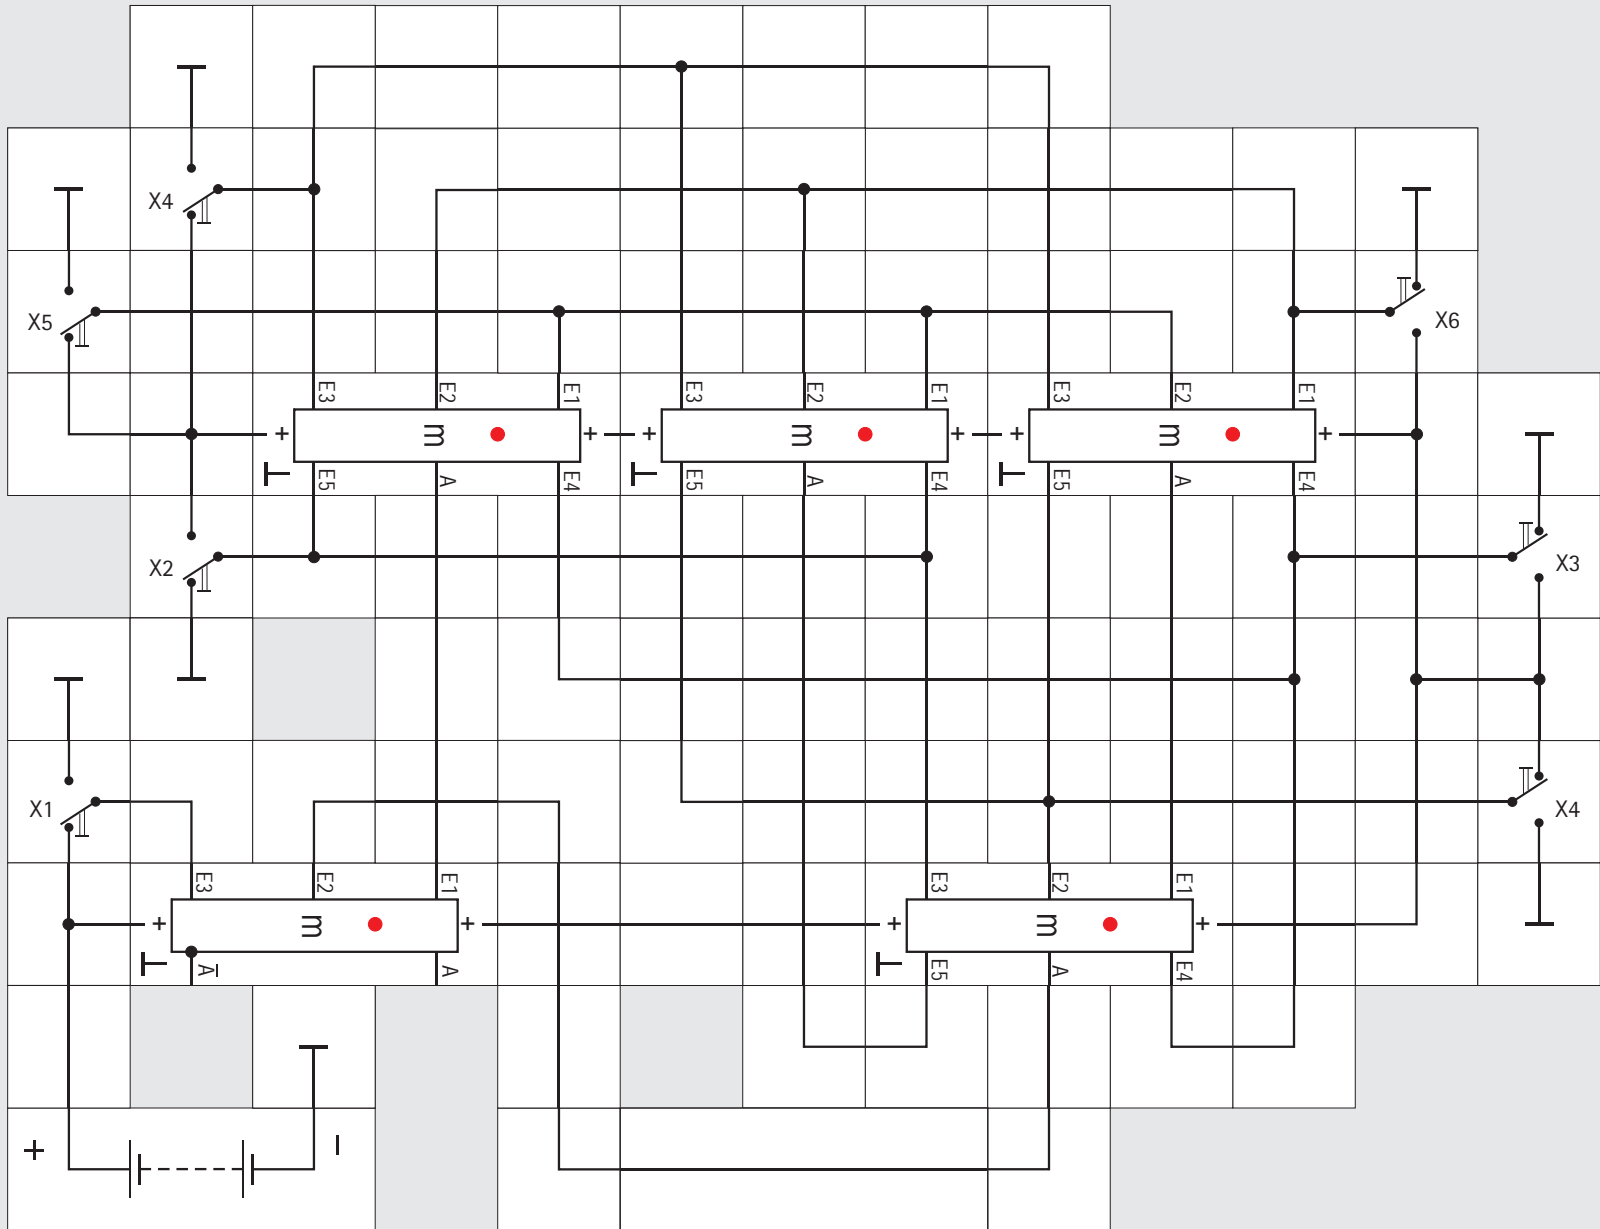 X4
X5
X6
E3 E2 E1 E3 E2 E1 E3 E2 E1
+ m + + m + + m +
E5 A E4 E5 A E4 E5 A E4
X2
X3
X1
X4
E3 E2 E1 E3 E2 E1
+ m + + m +
A̅ A E5 A E4
+ −